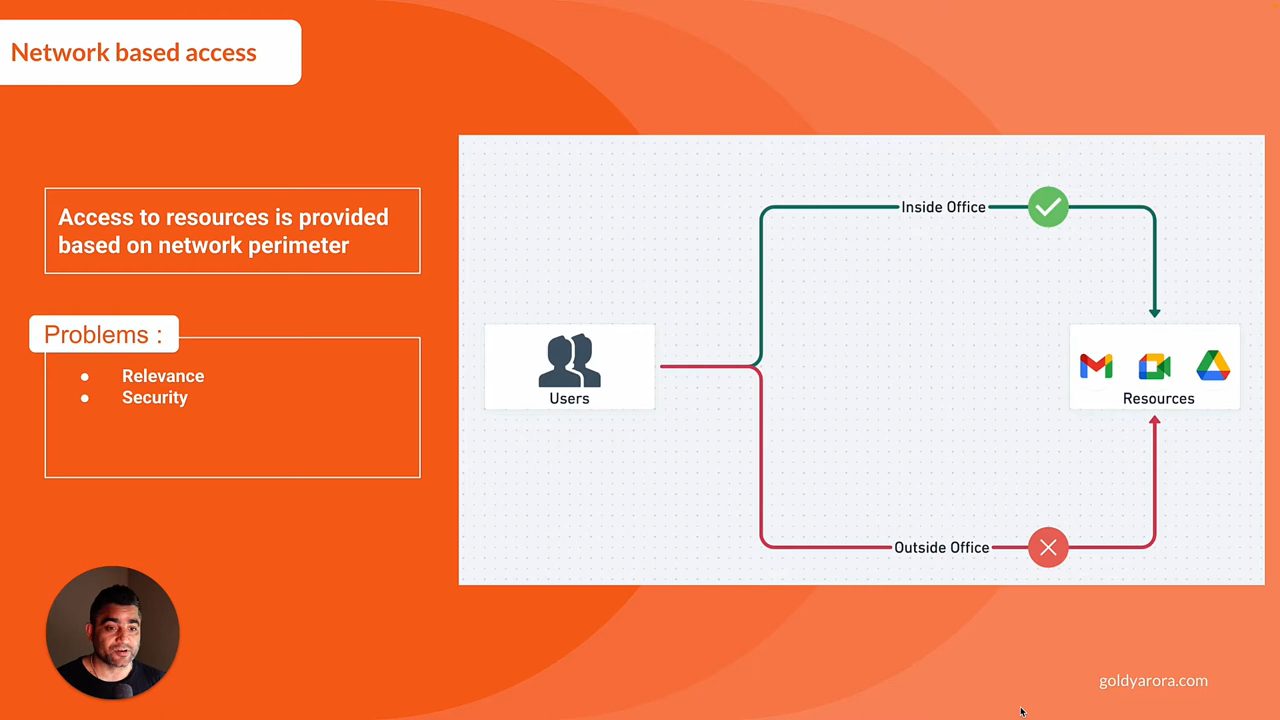 Network based access
Access to resources is provided
based on network perimeter
Problems :
● Relevance
● Security
Inside Office
Users
Resources
Outside Office
goldyarora.com